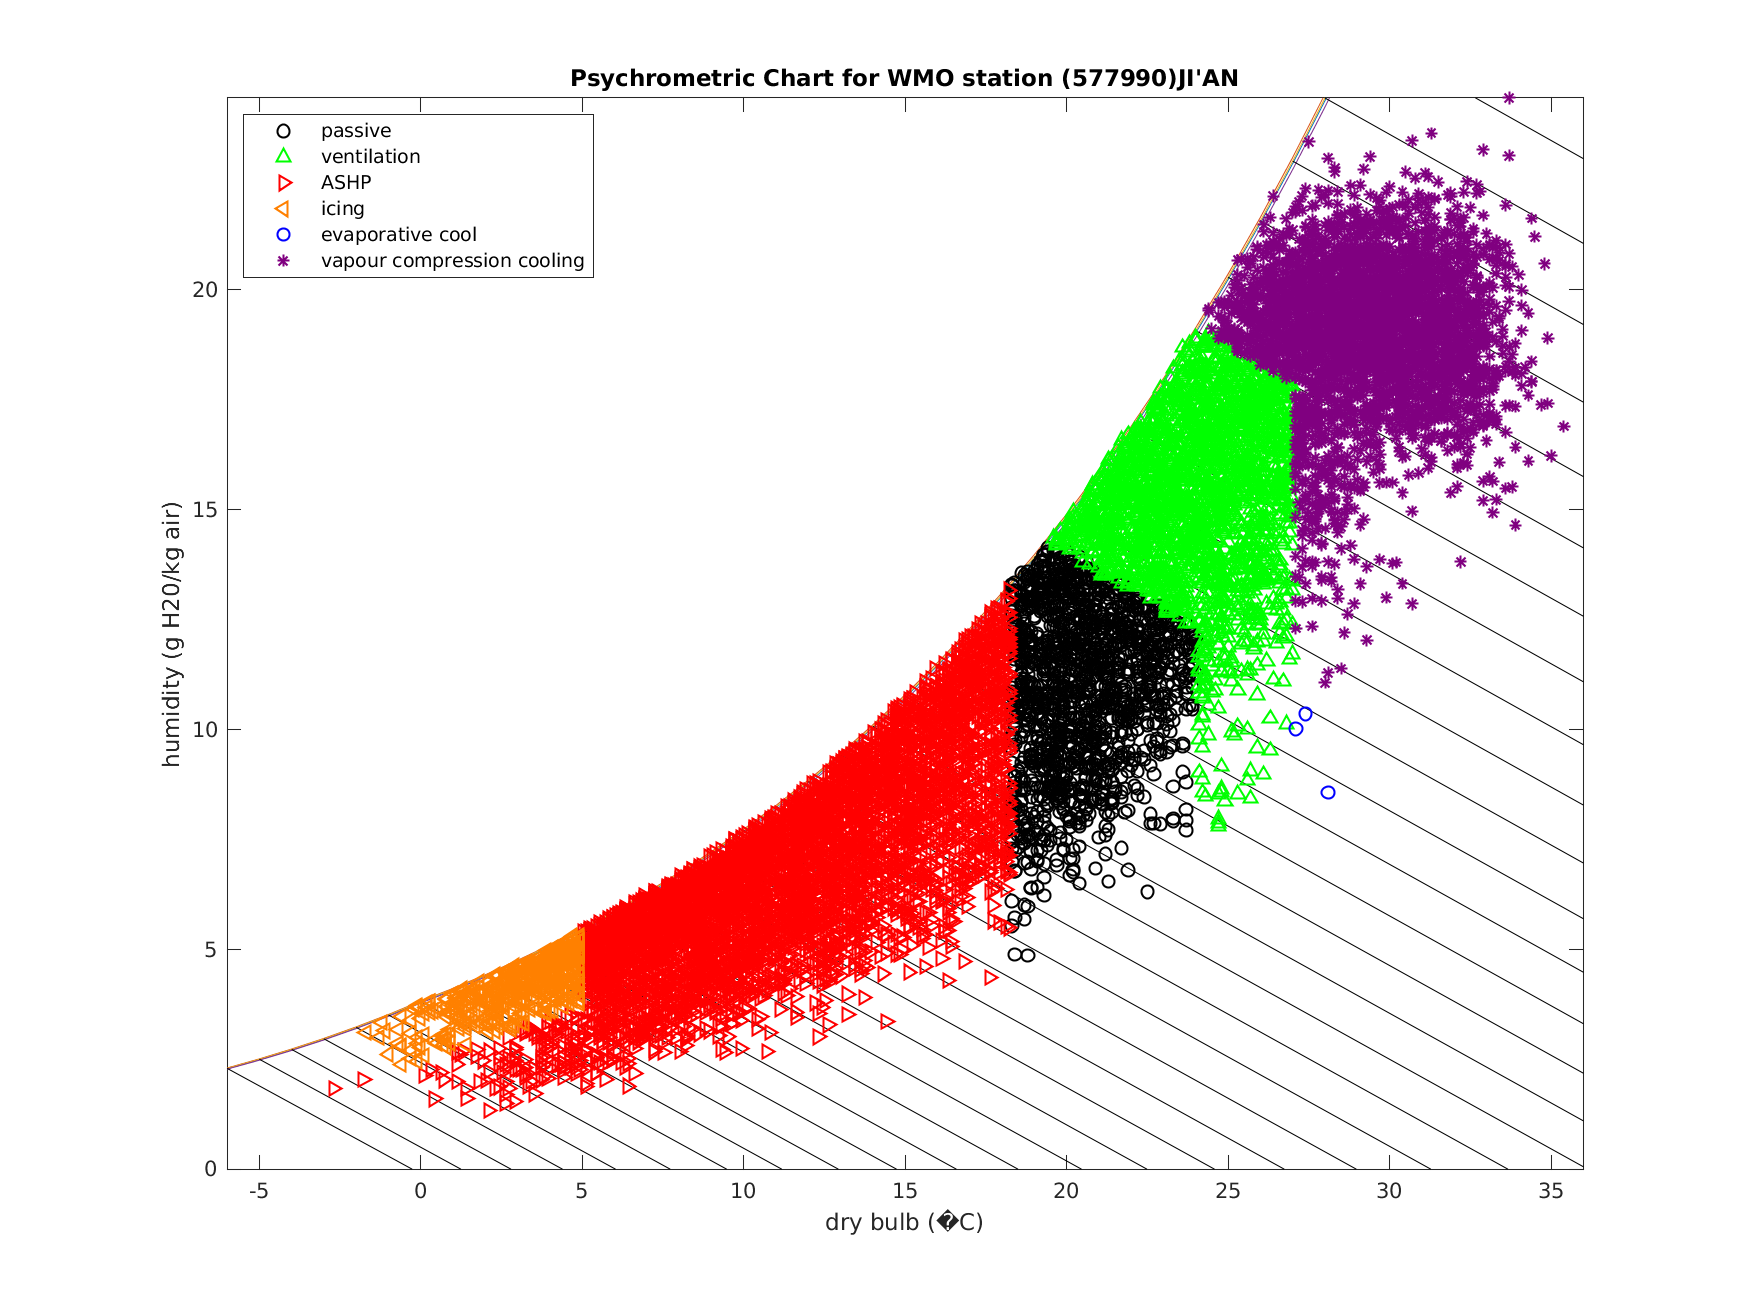 Psychrometric Chart for WMO station (577990)JI'AN
passive
ventilation
ASHP
icing
evaporative cool
vapour compression cooling
humidity (g H20/kg air)
20
15
10
5
0
-5 0 5 10 15 20 25 30 35
dry bulb (�C)